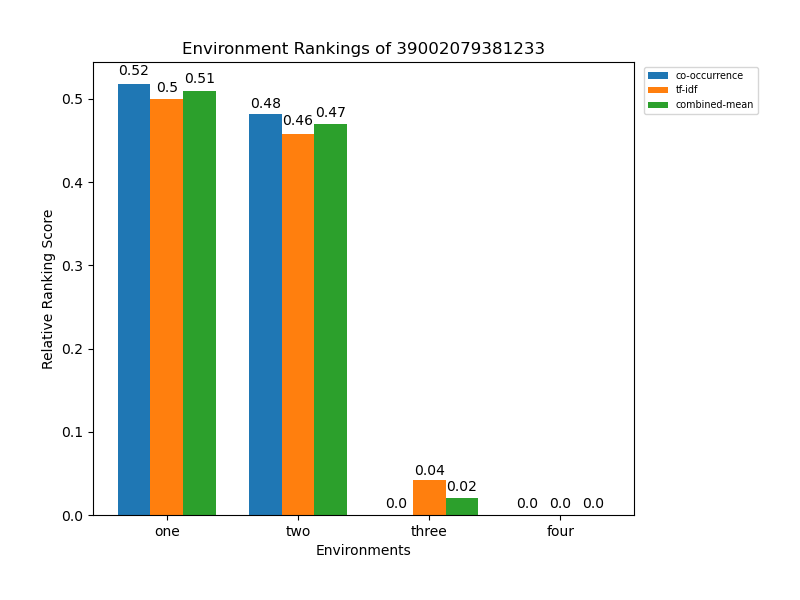 Environment Rankings of 39002079381233
co-occurrence
tf-idf
combined-mean
Relative Ranking Score
0.5
0.4
0.3
0.2
0.1
0.0
0.52
0.5
0.51
0.48
0.46
0.47
0.0
0.04
0.02
0.0
0.0
0.0
one
two
three
four
Environments